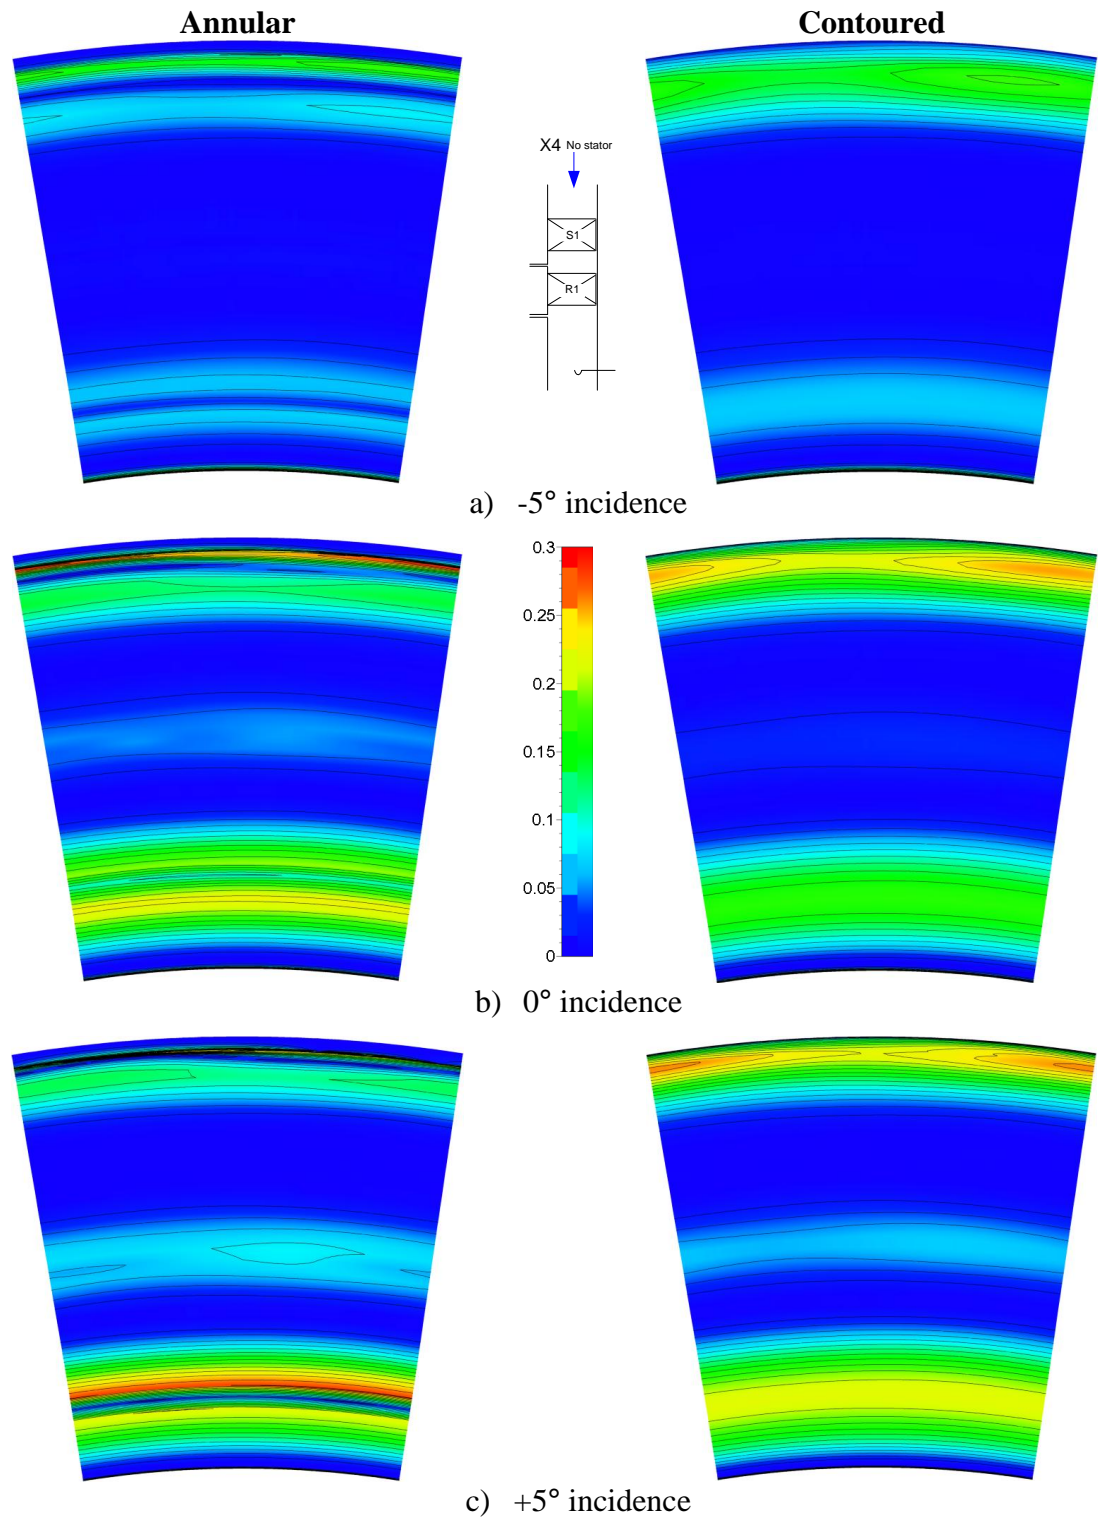 Annular Contoured
X4 No stator
S1
R1
a) -5° incidence
0.3
0.25
0.2
0.15
0.1
0.05
0
b) 0° incidence
c) +5° incidence